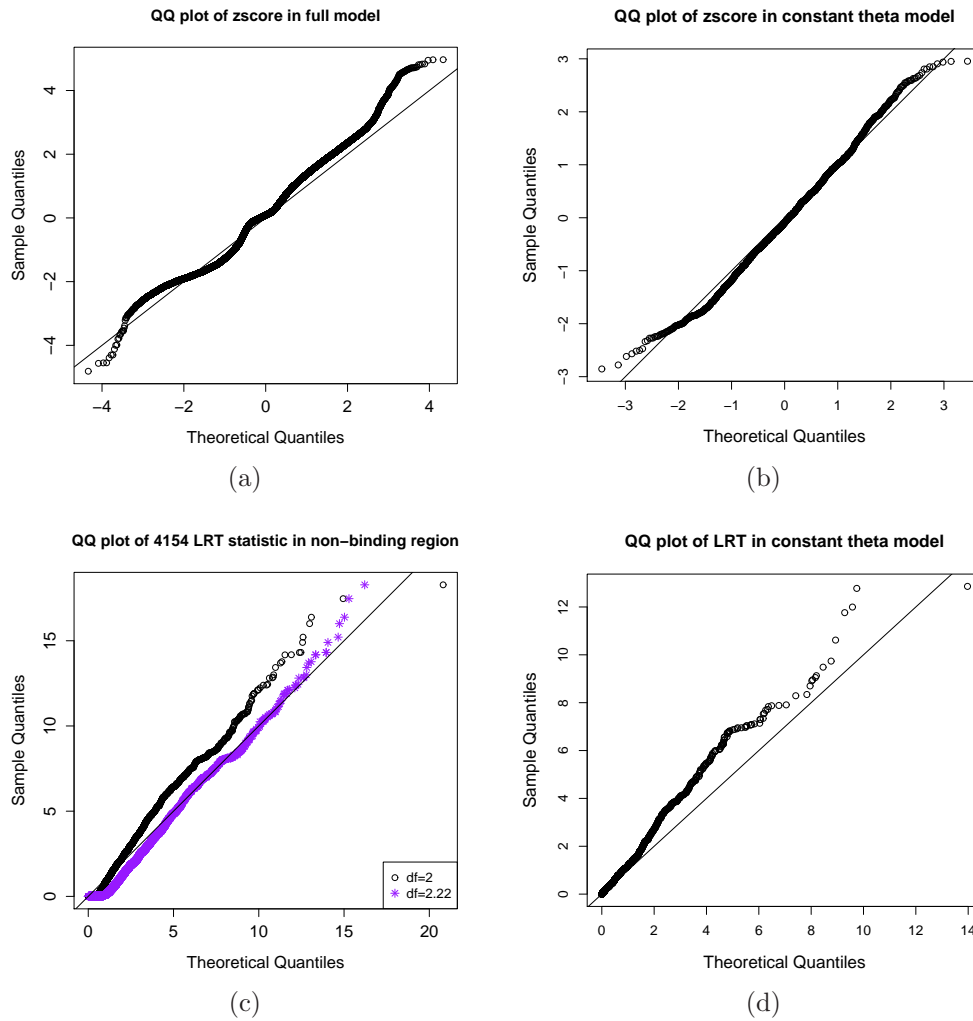 QQ plot of zscore in full model
Sample Quantiles
4
2
0
−2
−4
−4 −2 0 2 4
Theoretical Quantiles
(a)
QQ plot of zscore in constant theta model
Sample Quantiles
3
2
1
0
−1
−2
−3
−3 −2 −1 0 1 2 3
Theoretical Quantiles
(b)
QQ plot of 4154 LRT statistic in non−binding region
Sample Quantiles
15
10
5
0
df=2
df=2.22
0 5 10 15 20
Theoretical Quantiles
(c)
QQ plot of LRT in constant theta model
Sample Quantiles
12
10
8
6
4
2
0
0 2 4 6 8 10 12 14
Theoretical Quantiles
(d)